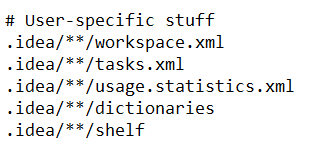 # User-specific stuff
.idea/**/workspace.xml
.idea/**/tasks.xml
.idea/**/usage.statistics.xml
.idea/**/dictionaries
.idea/**/shelf